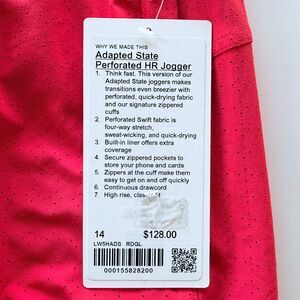 WHY WE MADE THIS
Adapted State
Perforated HR Jogger
1. Think fast. This version of our
Adapted State joggers makes
transitions even breezier with
perforated, quick-drying fabric
and our signature zippered
cuffs
2. Perforated Swift fabric is
four-way stretch,
sweat-wicking, and quick-drying
3. Built-in liner offers extra
coverage
4. Secure zippered pockets to
store your phone and cards
5. Zippers at the cuff make them
easy to get on and off quickly
6. Continuous drawcord
7. High rise,
14 $128.00
LW5HADS RDGL
000155828200